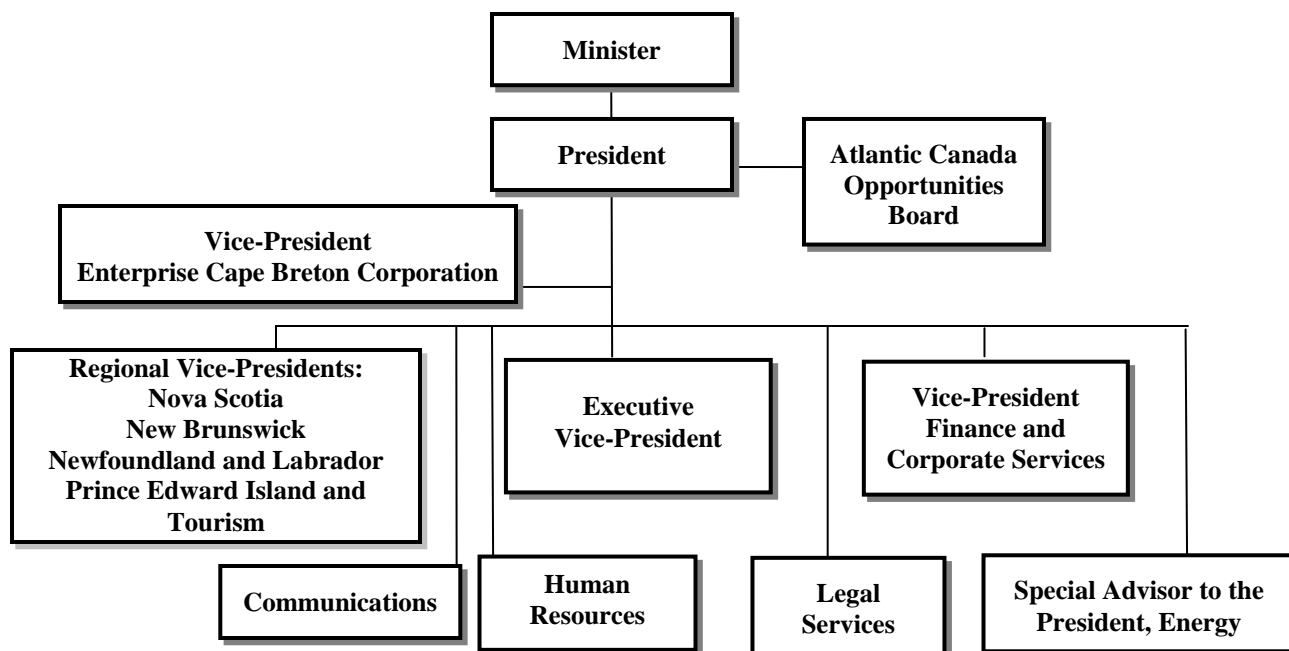 Minister
President
Atlantic Canada
Opportunities
Board
Vice-President
Enterprise Cape Breton Corporation
Regional Vice-Presidents:
Nova Scotia
New Brunswick
Newfoundland and Labrador
Prince Edward Island and
Tourism
Executive
Vice-President
Vice-President
Finance and
Corporate Services
Communications
Human
Resources
Legal
Services
Special Advisor to the
President, Energy